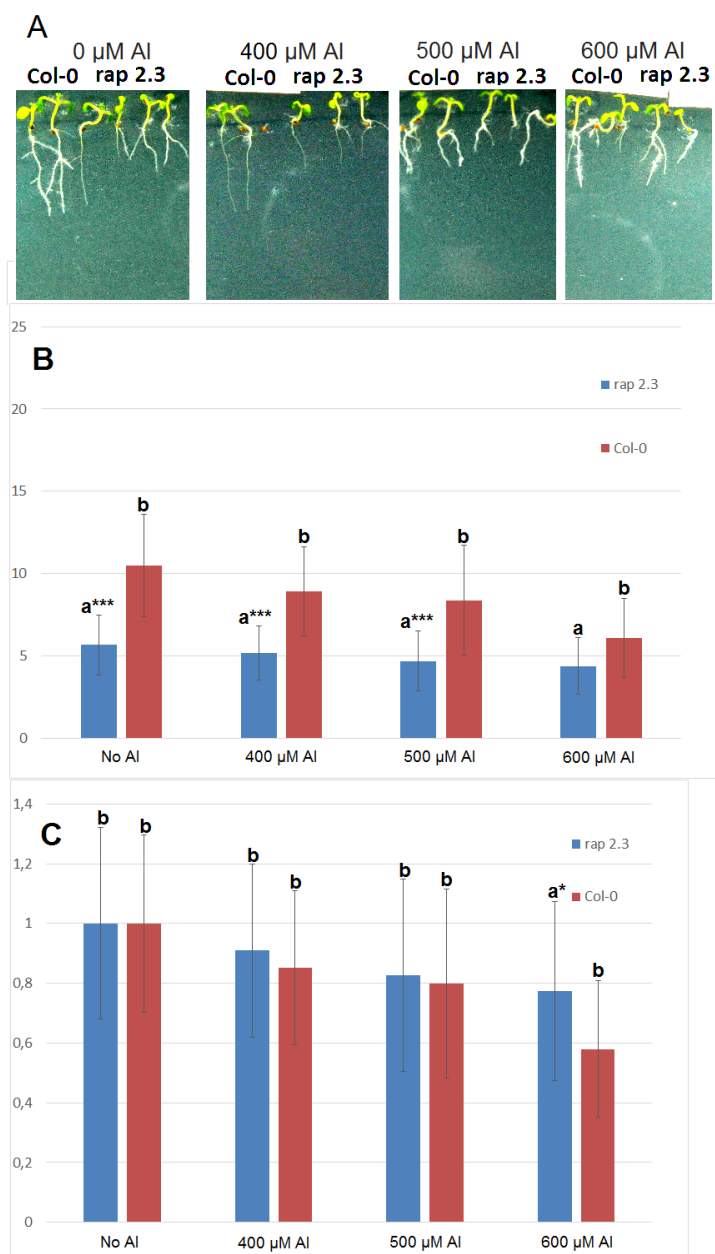 A
0 µM Al 400 µM Al 500 µM Al 600 µM Al
Col-0 rap 2.3 Col-0 rap 2.3 Col-0 rap 2.3 Col-0 rap 2.3
25
B
rap 2.3
20
Col-0
15
b
b
b
10
a***
a***
a***
a
b
5
0
No Al 400 µM Al 500 µM Al 600 µM Al
1,4
C
b b
rap 2.3
1,2
b b
b b
a*
Col-0
b
1
0,8
0,6
0,4
0,2
0
No Al 400 µM Al 500 µM Al 600 µM Al